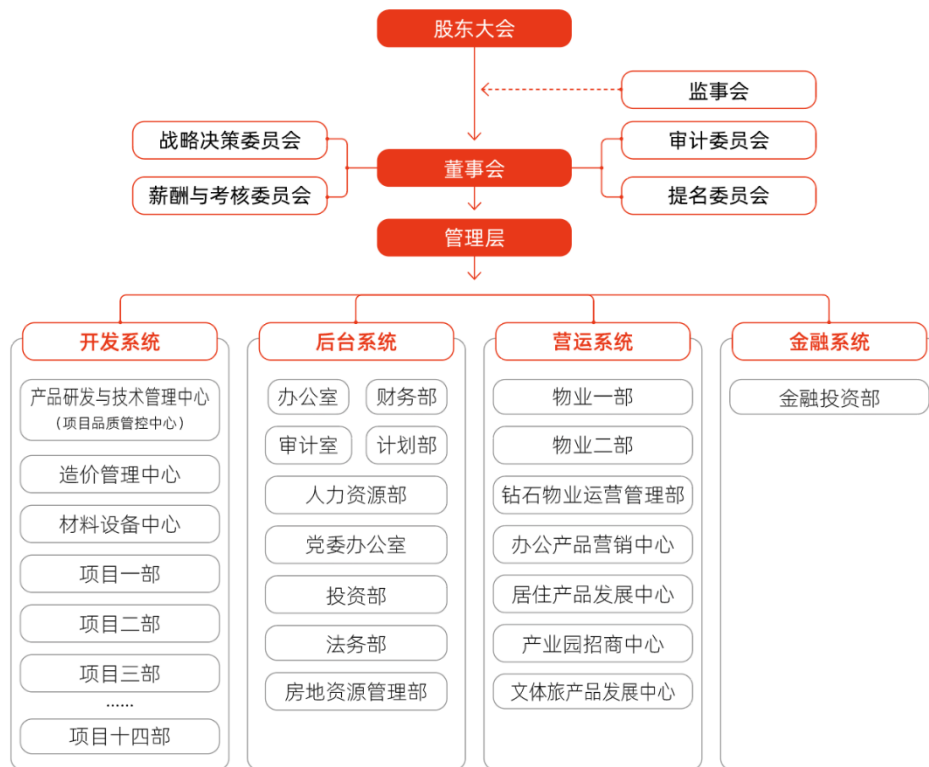 股东大会
监事会
战略决策委员会
审计委员会
董事会
薪酬与考核委员会
提名委员会
管理层
开发系统
产品研发与技术管理中心
（项目品质管控中心）
造价管理中心
材料设备中心
项目一部
项目二部
项目三部
......
项目十四部
后台系统
办公室
财务部
审计室
计划部
人力资源部
党委办公室
投资部
法务部
房地资源管理部
营运系统
物业一部
物业二部
钻石物业运营管理部
办公产品营销中心
居住产品发展中心
产业园招商中心
文体旅产品发展中心
金融系统
金融投资部